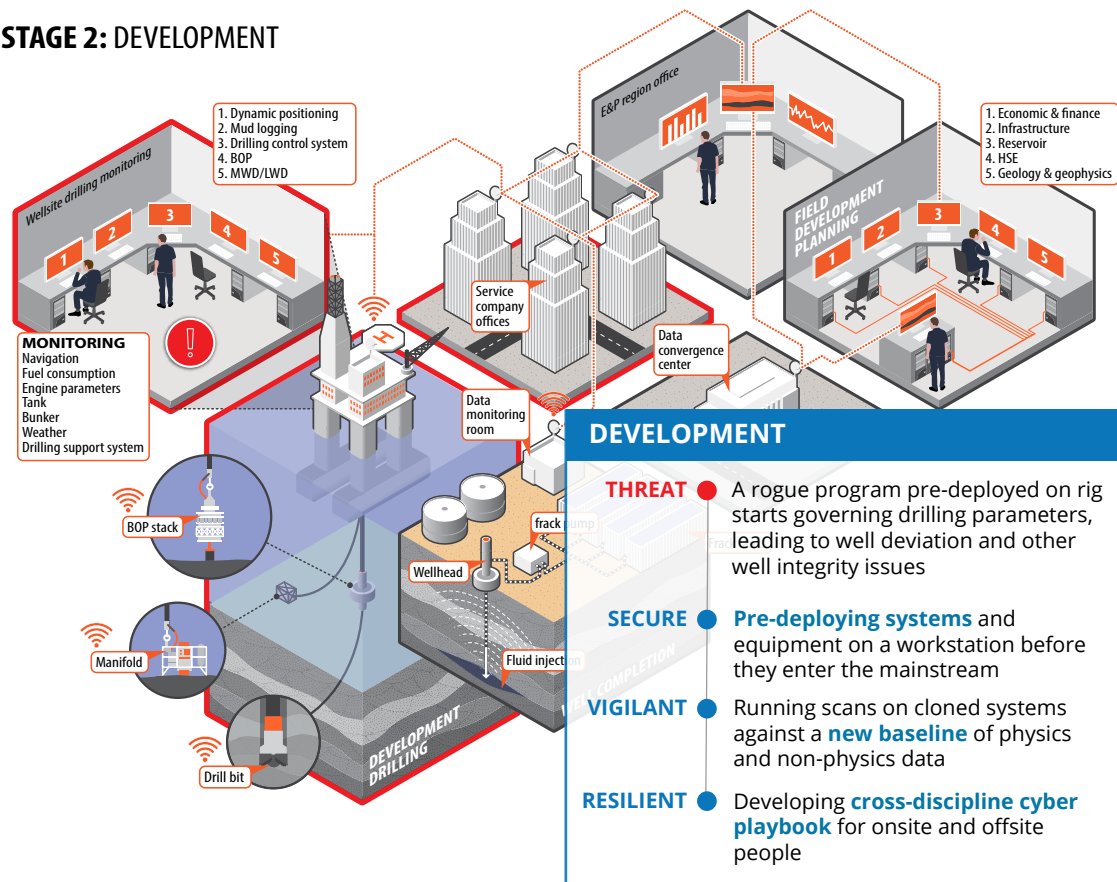 STAGE 2: DEVELOPMENT
1. Dynamic positioning
2. Mud logging
3. Drilling control system
4. BOP
5. MWD/LWD
Wellsite drilling monitoring
1
2
3
4
5
MONITORING
Navigation
Fuel consumption
Engine parameters
Tank
Bunker
Weather
Drilling support system
E&P region office
1. Economic & finance
2. Infrastructure
3. Reservoir
4. HSE
5. Geology & geophysics
FIELD
DEVELOPMENT
PLANNING
1
2
3
4
5
Service
company
offices
H
Data
convergence
center
Data
monitoring
room
BOP stack
frack pump
Frac
Wellhead
Manifold
Fluid injection
WELL COMPLETION
DEVELOPMENT
DRILLING
Drill bit
DEVELOPMENT
THREAT
A rogue program pre-deployed on rig
starts governing drilling parameters,
leading to well deviation and other
well integrity issues
SECURE
Pre-deploying systems and
equipment on a workstation before
they enter the mainstream
VIGILANT
Running scans on cloned systems
against a new baseline of physics
and non-physics data
RESILIENT
Developing cross-discipline cyber
playbook for onsite and offsite
people